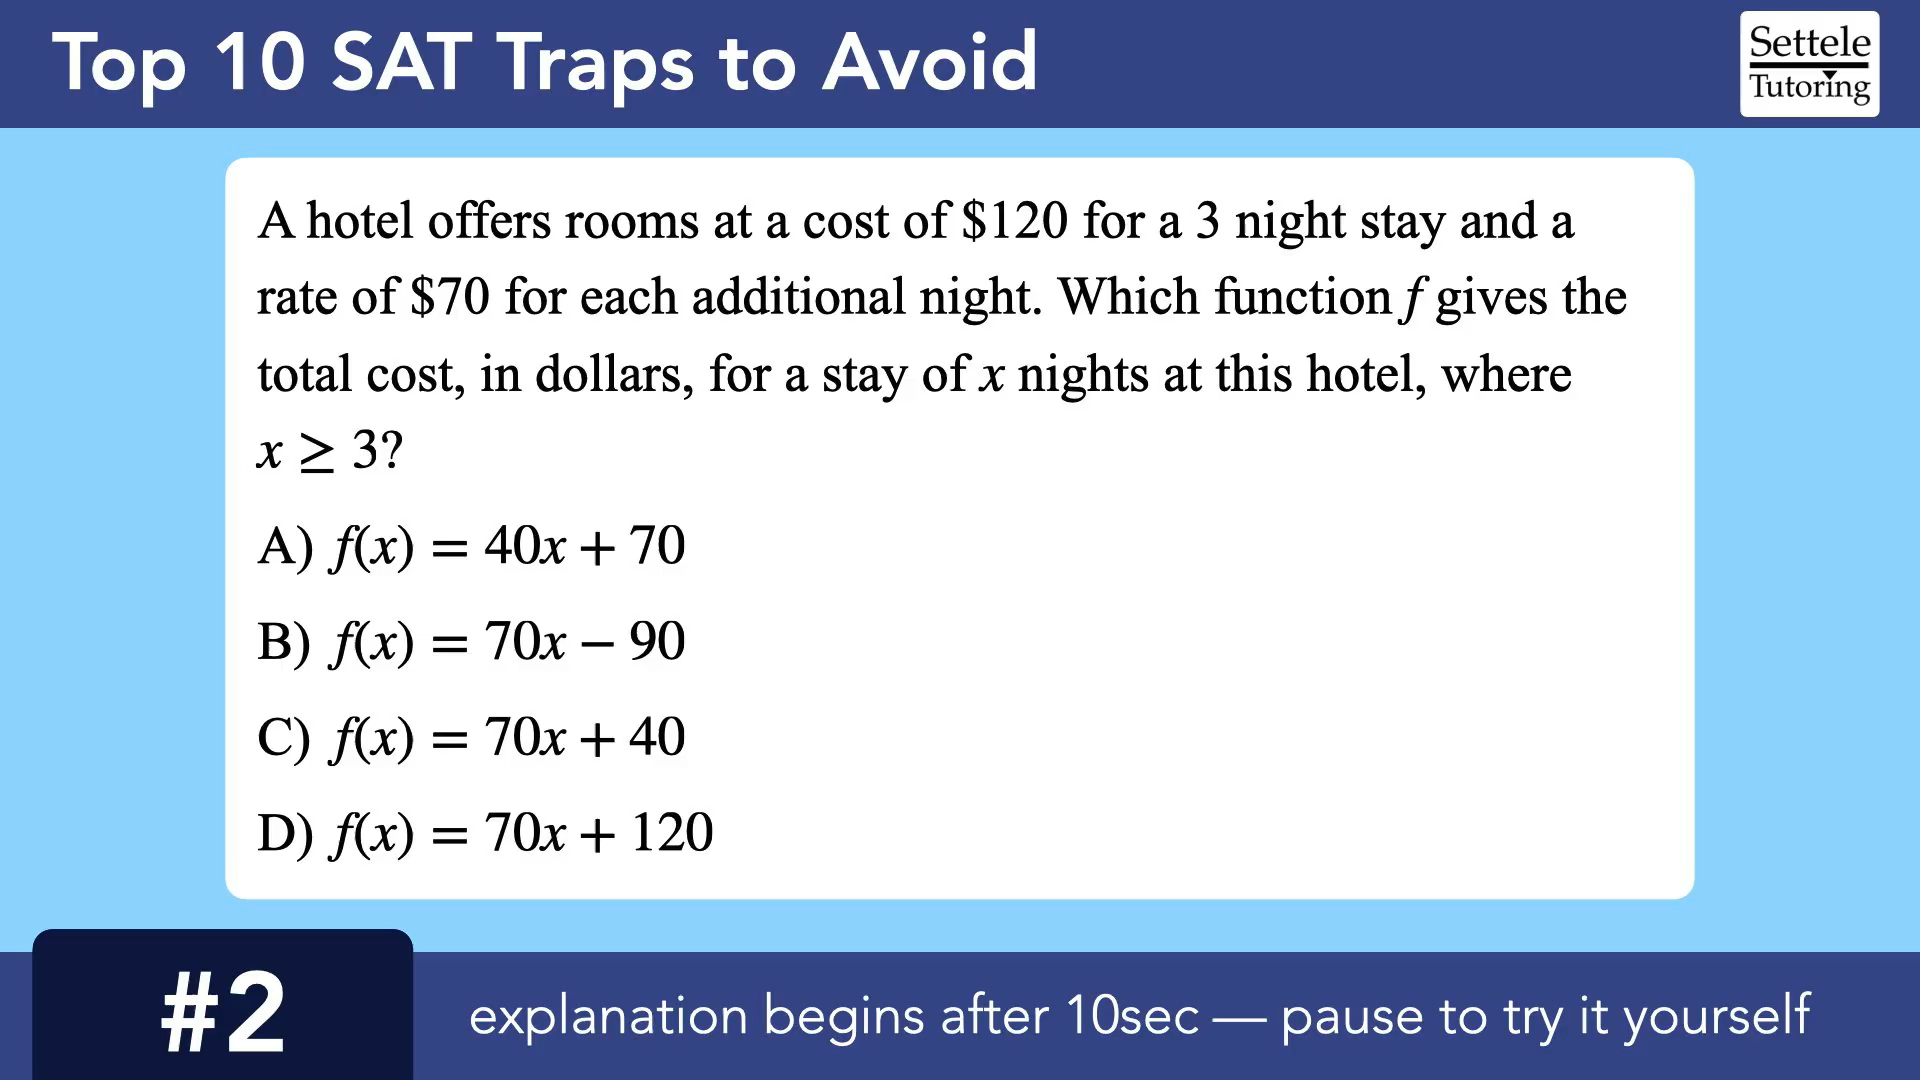 Top 10 SAT Traps to Avoid
Settele
Tutoring
A hotel offers rooms at a cost of $120 for a 3 night stay and a
rate of $70 for each additional night. Which function f gives the
total cost, in dollars, for a stay of x nights at this hotel, where
x ≥ 3?
A) f(x) = 40x + 70
B) f(x) = 70x – 90
C) f(x) = 70x + 40
D) f(x) = 70x + 120
#2
explanation begins after 10sec — pause to try it yourself